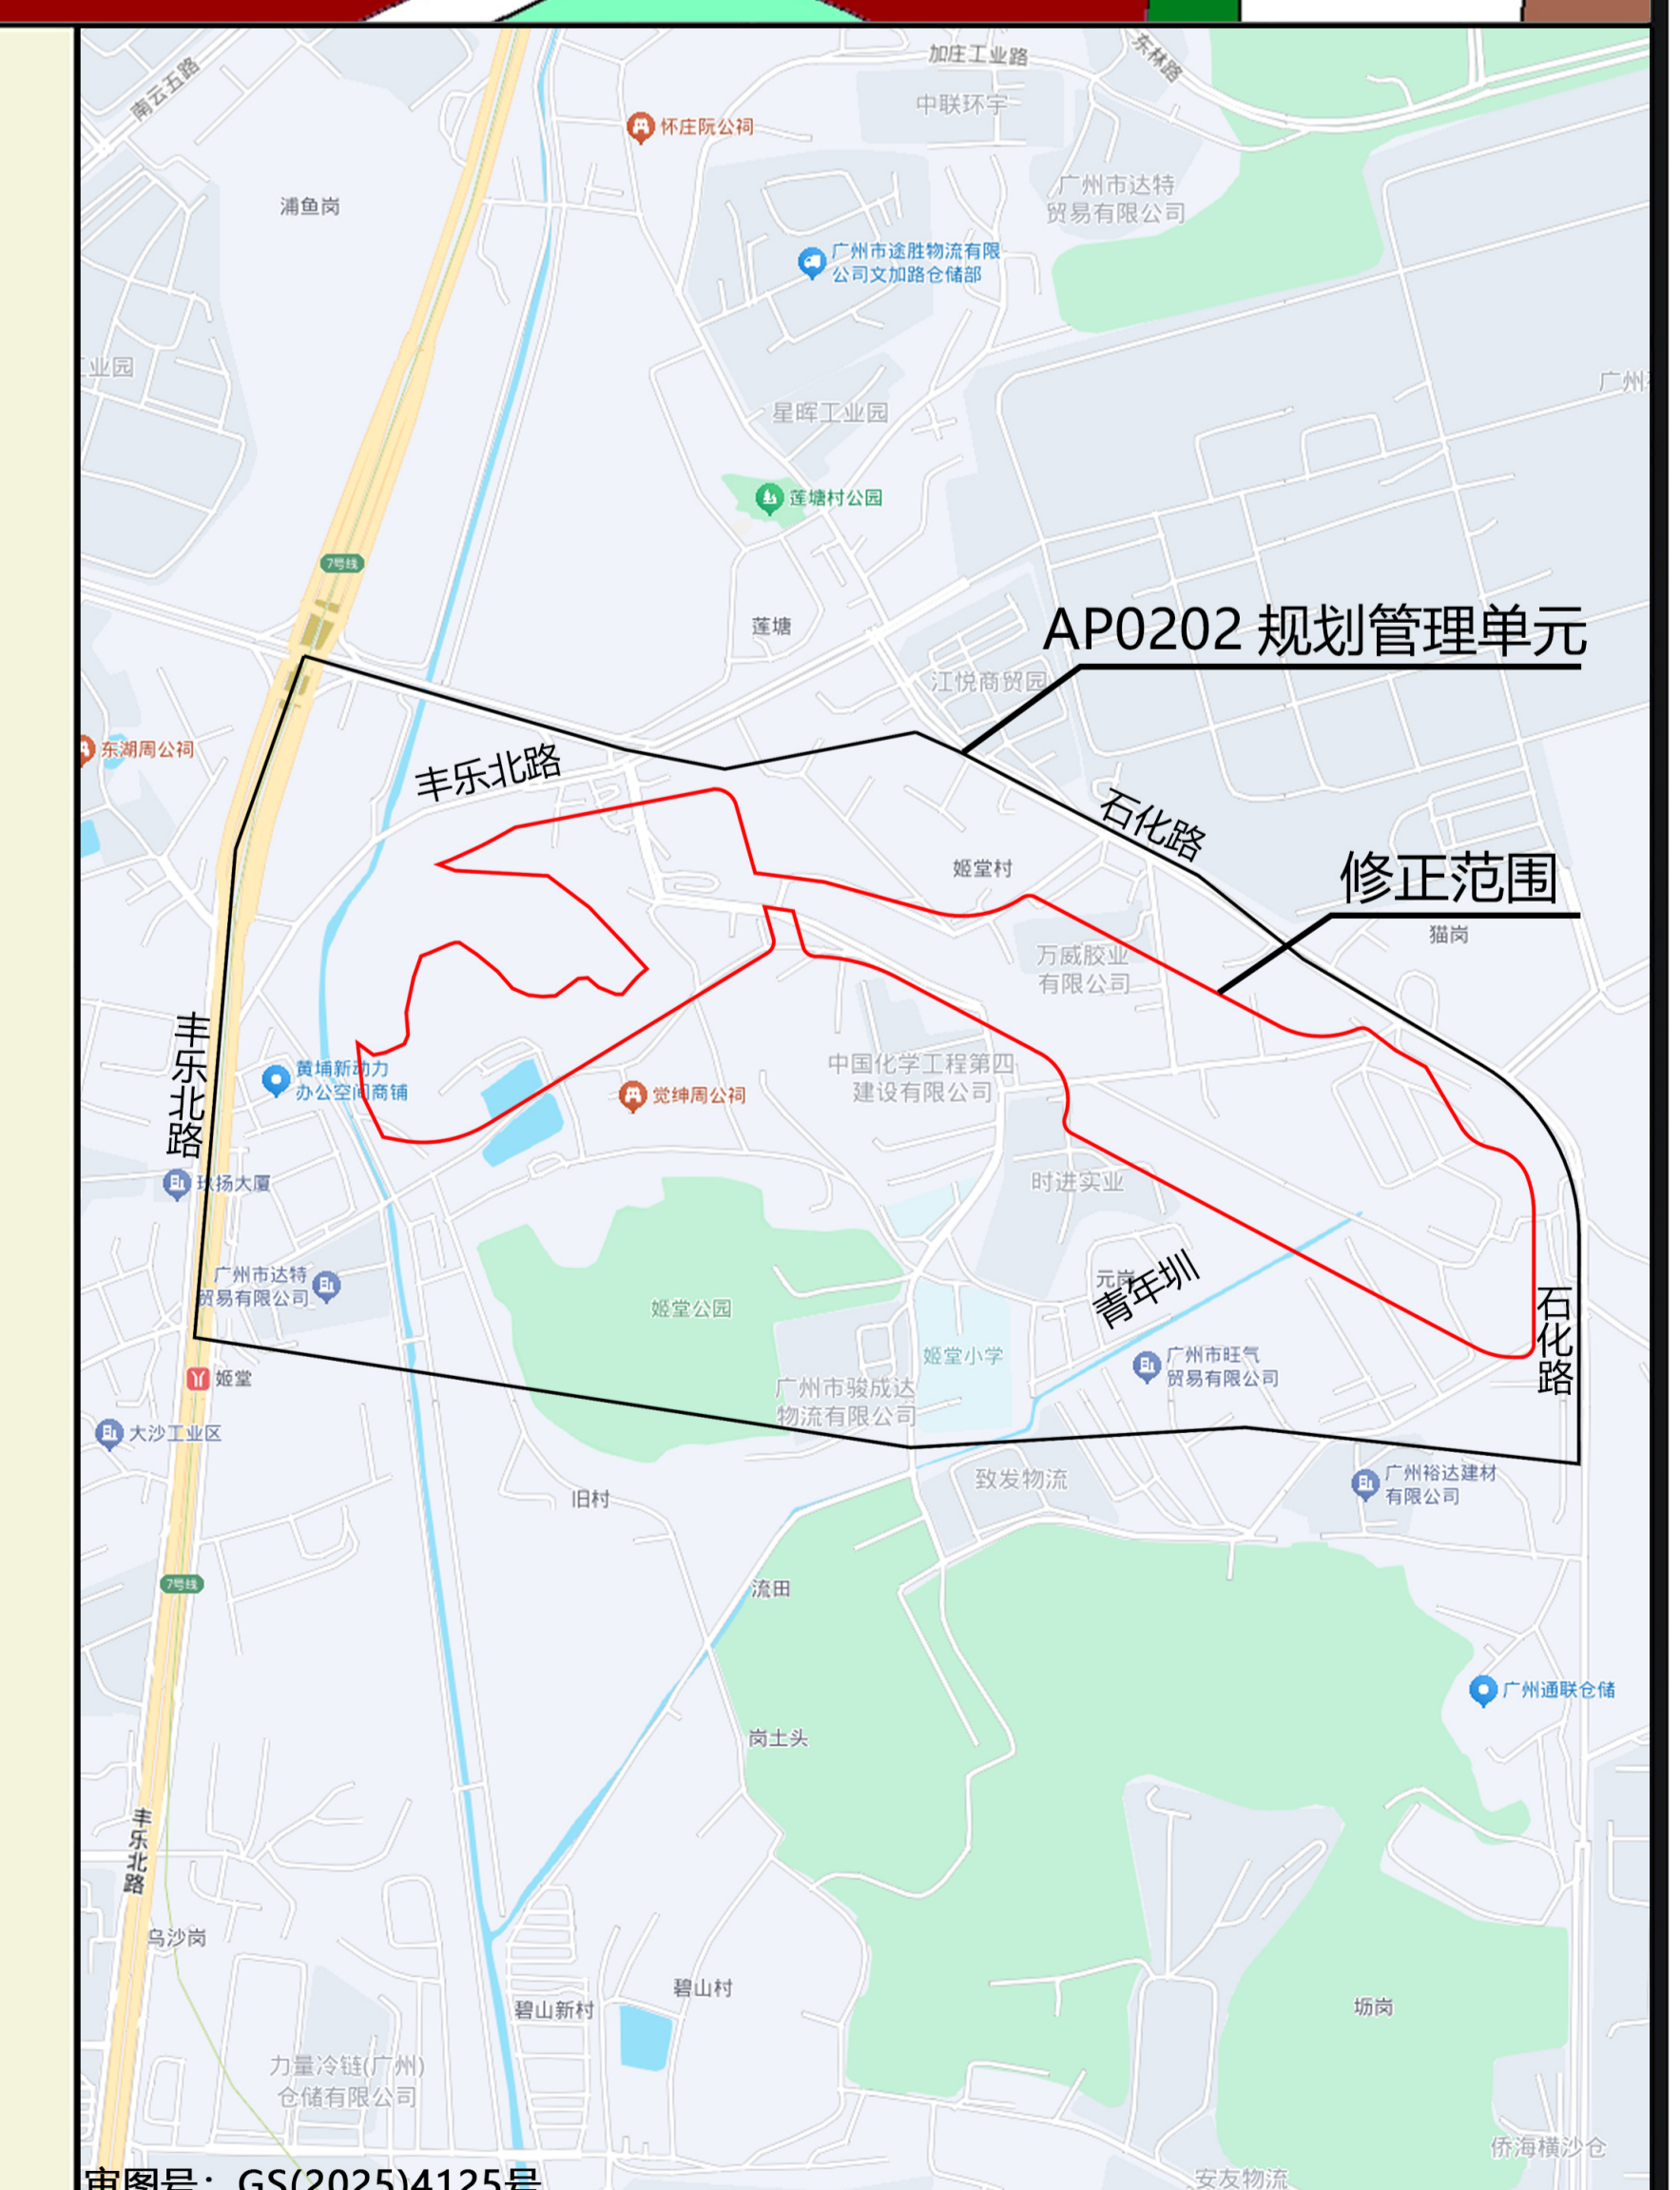 南云五路
加庄工业路
东林路
中联环宇
怀庄阮公祠
广州市达特
贸易有限公司
浦鱼岗
广州市途胜物流有限
公司文加路仓储部
业园
广州
星晖工业园
莲塘村公园
7号线
莲塘
AP0202 规划管理单元
江悦商贸园
东湖周公祠
丰乐北路
石化路
姬堂村
修正范围
猫岗
万威胶业
有限公司
丰乐北路
黄埔新动力
办公空间商铺
中国化学工程第四
建设有限公司
觉绅周公祠
扬大厦
时进实业
广州市达特
贸易有限公司
元岗
青年圳
姬堂公园
石化路
姬堂小学
广州市旺气
贸易有限公司
姬堂
广州市骏成达
物流有限公司
大沙工业区
致发物流
广州裕达建材
有限公司
旧村
7号线
流田
广州通联仓储
岗土头
丰乐北路
乌沙岗
碧山村
碧山新村
坜岗
力量冷链(广州)
仓储有限公司
侨海横沙仓
安友物流
审图号：GS(2025)4125号